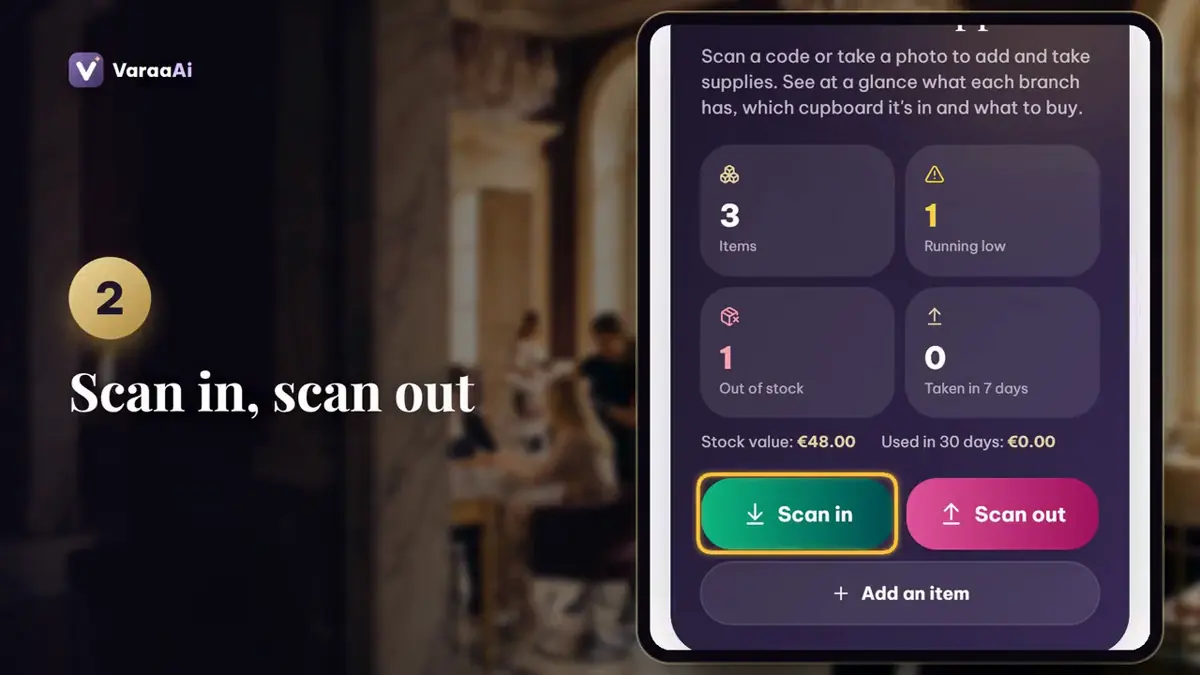 VaraaAi
2
Scan in, scan out
Scan a code or take a photo to add and take
supplies. See at a glance what each branch
has, which cupboard it's in and what to buy.
3
Items
1
Running low
1
Out of stock
0
Taken in 7 days
Stock value: €48.00 Used in 30 days: €0.00
Scan in
Scan out
+ Add an item